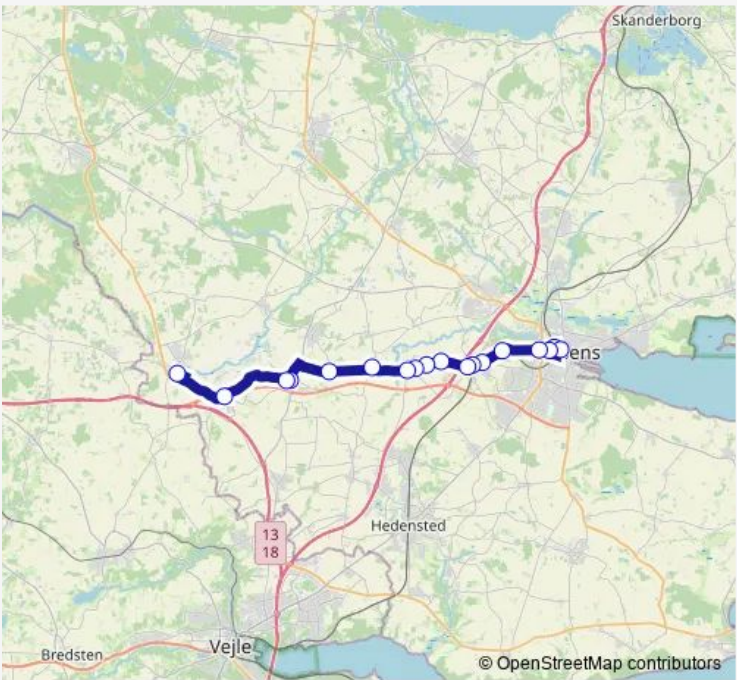 Skanderborg
ens
13
18
Hedensted
Vejle
Bredsten
© OpenStreetMap contributors